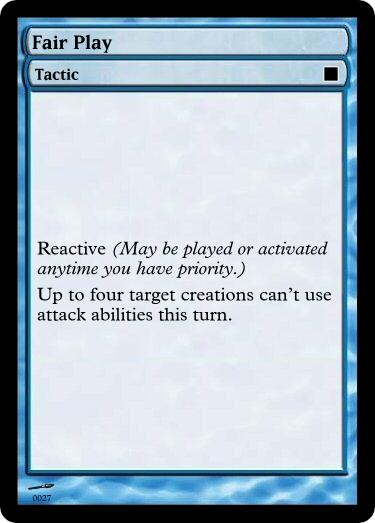 Fair Play
Tactic
Reactive (May be played or activated
anytime you have priority.)
Up to four target creations can't use
attack abilities this turn.
0027